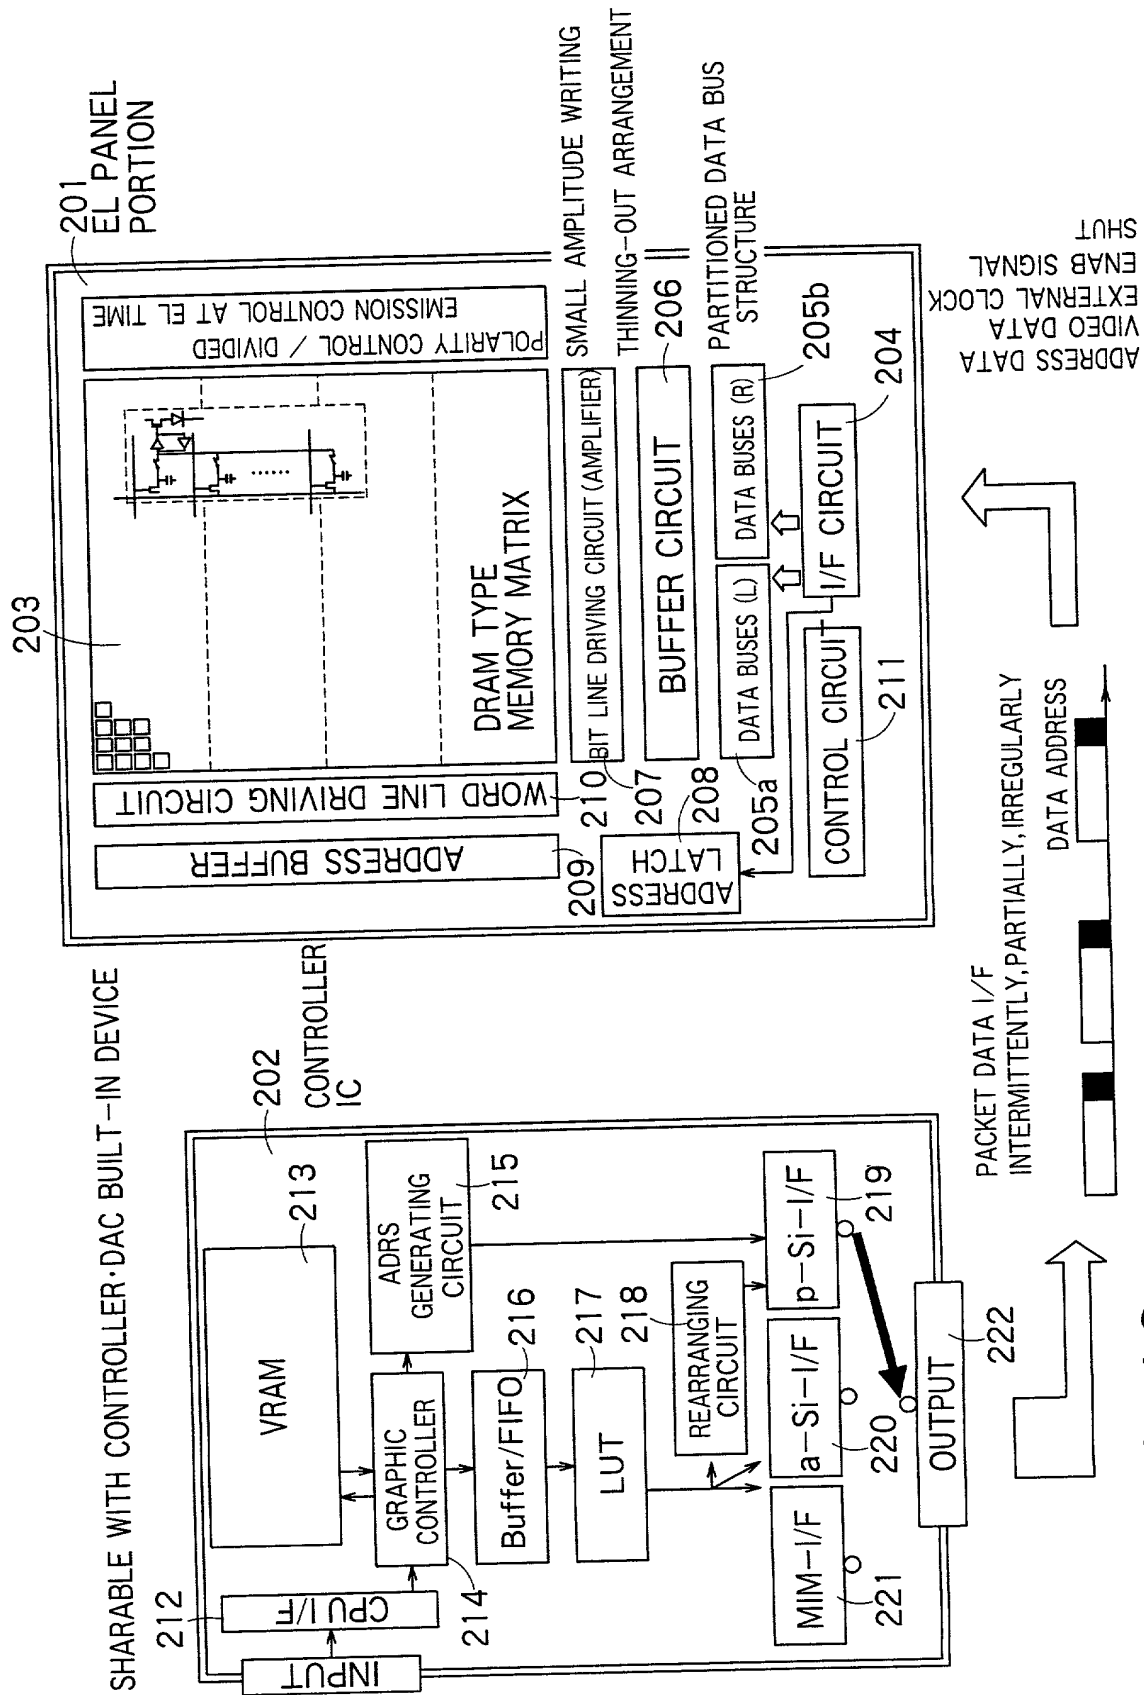 SHARABLE WITH CONTROLLER·DAC BUILT-IN DEVICE
INPUT
212
CPU I/F
VRAM
213
202
CONTROLLER
IC
GRAPHIC
CONTROLLER
214
ADRS
GENERATING
CIRCUIT
215
Buffer/FIFO
216
LUT
217
REARRANGING
CIRCUIT
218
MIM-I/F
221
a-Si-I/F
220
p-Si-I/F
219
OUTPUT
222
201
EL PANEL
PORTION
203
ADDRESS BUFFER
209
WORD LINE DRIVING CIRCUIT
210
DRAM TYPE
MEMORY MATRIX
POLARITY CONTROL / DIVIDED
EMISSION CONTROL AT EL TIME
BIT LINE DRIVING CIRCUIT (AMPLIFIER)
207
SMALL AMPLITUDE WRITING
THINNING-OUT ARRANGEMENT
ADDRESS
LATCH
208
BUFFER CIRCUIT
206
PARTITIONED DATA BUS
STRUCTURE
DATA BUSES (L)
205a
DATA BUSES (R)
205b
CONTROL CIRCUIT
211
I/F CIRCUIT
204
PACKET DATA I/F
INTERMITTENTLY, PARTIALLY, IRREGULARLY
DATA ADDRESS
ADDRESS DATA
VIDEO DATA
EXTERNAL CLOCK
ENAB SIGNAL
SHUT